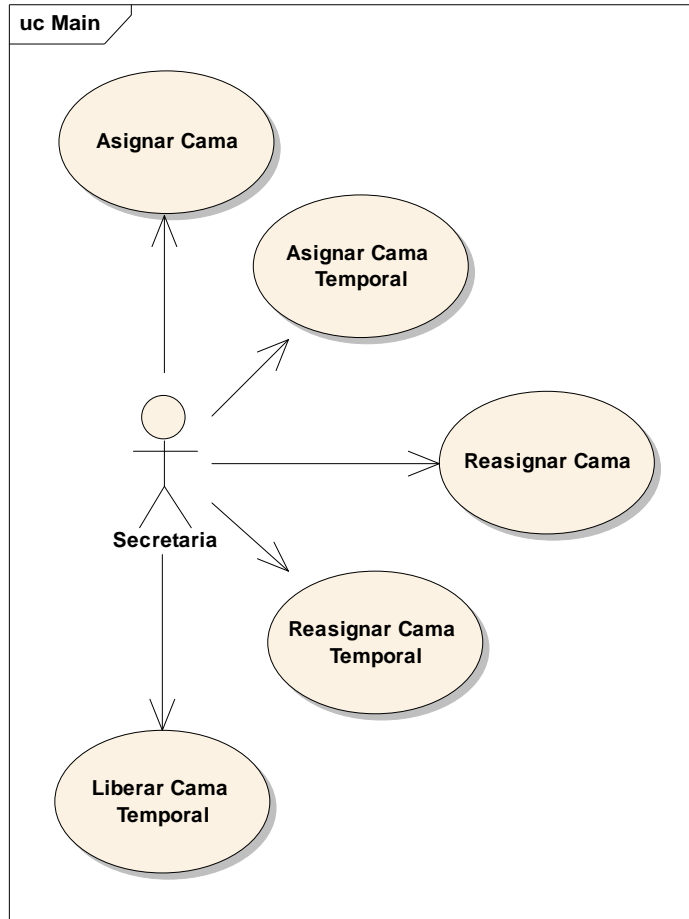 uc Main
Asignar Cama
Asignar Cama
Temporal
Reasignar Cama
Secretaria
Reasignar Cama
Temporal
Liberar Cama
Temporal